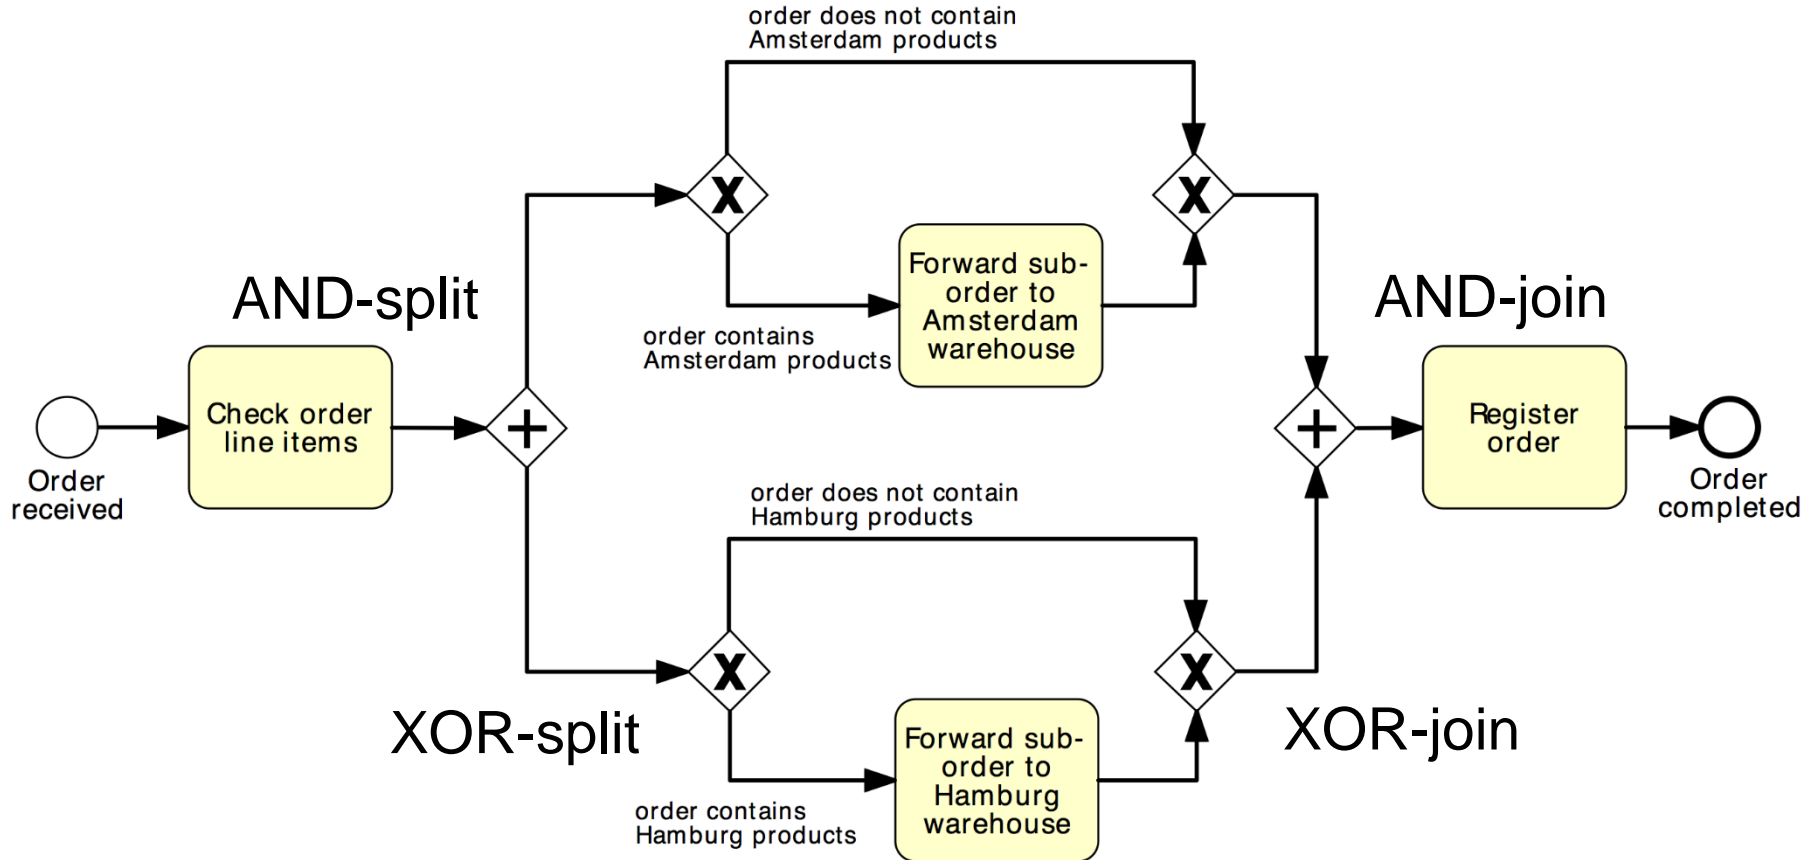 order does not contain
Amsterdam products
X
X
Forward sub-
order to
Amsterdam
warehouse
order contains
Amsterdam products
AND-split
AND-join
Check order
line items
+
+
Register
order
Order
received
Order
completed
order does not contain
Hamburg products
X
X
XOR-split
XOR-join
Forward sub-
order to
Hamburg
warehouse
order contains
Hamburg products